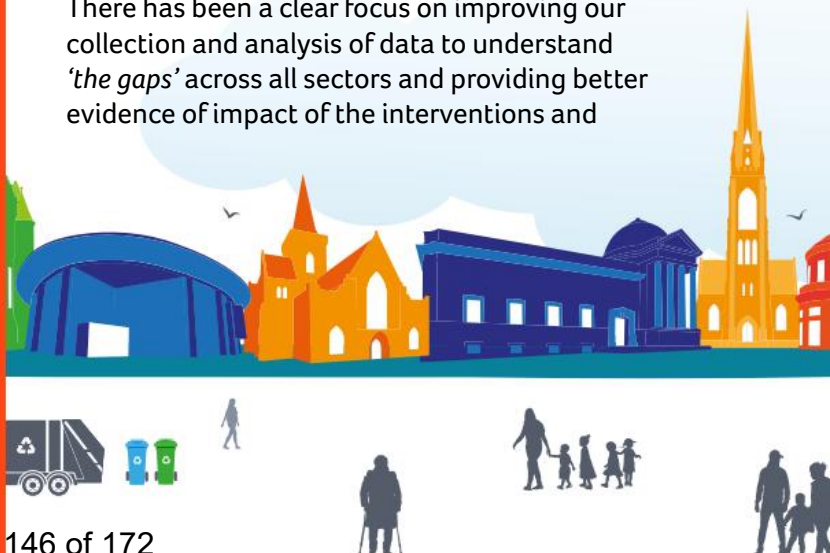 There has been a clear focus on improving our
collection and analysis of data to understand
'the gaps' across all sectors and providing better
evidence of impact of the interventions and
146 of 172